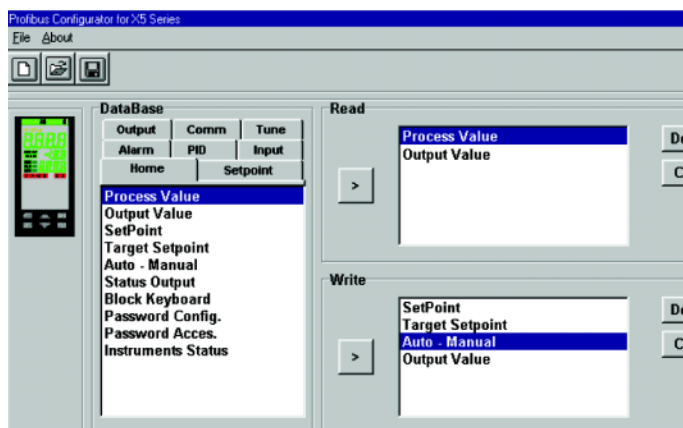 Profibus Configurator for X5 Series
File About
DataBase
Output Comm Tune
Alarm PID Input
Home Setpoint
Process Value
Output Value
SetPoint
Target Setpoint
Auto - Manual
Status Output
Block Keyboard
Password Config.
Password Acces.
Instruments Status
Read
>
Process Value
Output Value
De
C
Write
>
SetPoint
Target Setpoint
Auto - Manual
Output Value
De
C